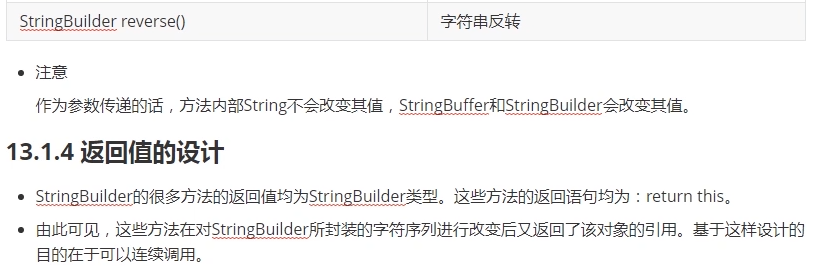 StringBuilder reverse() 字符串反转
注意
作为参数传递的话，方法内部String不会改变其值，StringBuffer和StringBuilder会改变其值。
13.1.4 返回值的设计
StringBuilder的很多方法的返回值均为StringBuilder类型。这些方法的返回语句均为：return this。
由此可见，这些方法在对StringBuilder所封装的字符序列进行改变后又返回了该对象的引用。基于这样设计的
目的在于可以连续调用。